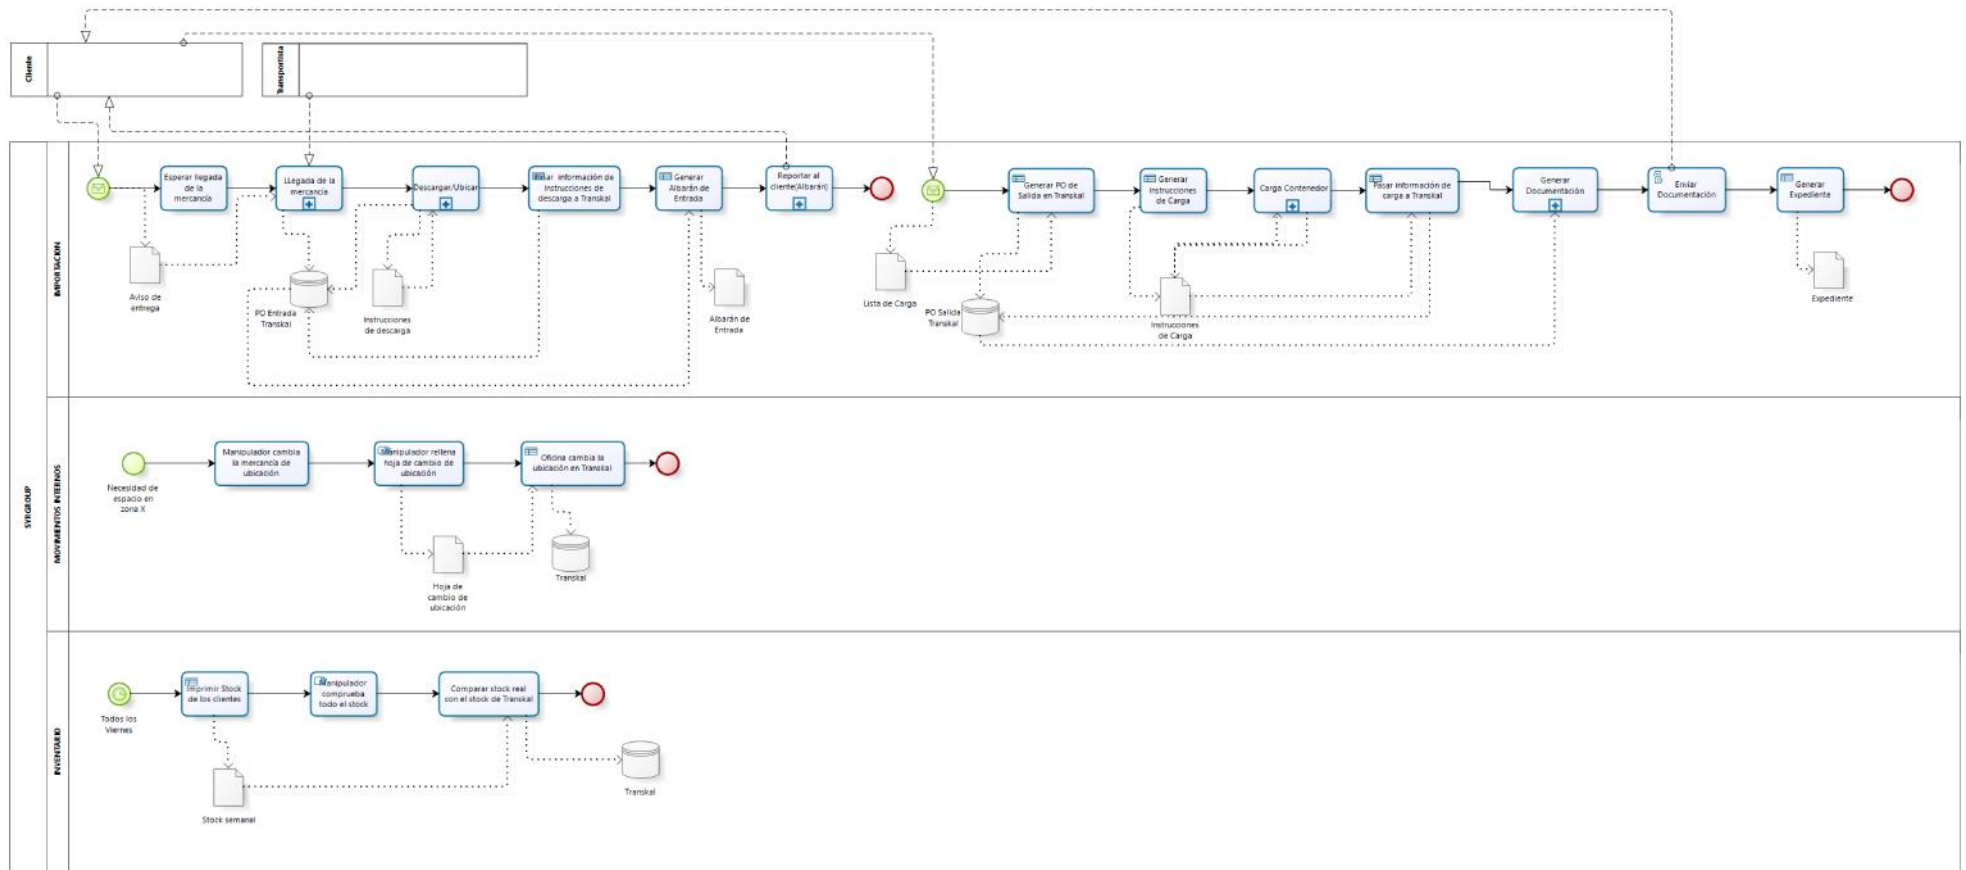 Cliente
Transportista
SYRGROUP
IMPORTACION
Esperar llegada
de la
mercancía
LLegada de la
mercancía
Descargar/Ubicar
Información de
Instrucciones de
descarga a Transkal
Generar
Albarán de
Entrada
Reportar al
cliente(Albarán)
Generar PO de
Salida en Transkal
Generar
Instrucciones
de Carga
Carga Contenedor
Pasar Información de
carga a Transkal
Generar
Documentación
Enviar
Documentación
Generar
Expediente
Aviso de
entrega
PO Entrada
Transkal
Instrucciones
de descarga
Albarán de
Entrada
Lista de Carga
PO Salida
Transkal
Instrucciones
de Carga
Expediente
MOVIMIENTOS INTERNOS
Necesidad de
espacio en
zona X
Manipulador cambia
la mercancía de
ubicación
Manipulador rellena
hoja de cambio de
ubicación
Oficina cambia la
ubicación en Transkal
Hoja de
cambio de
ubicación
Transkal
INVENTARIO
Todos los
Viernes
Imprimir Stock
de los clientes
Manipulador
comprueba
todo el stock
Comparar stock real
con el stock de Transkal
Stock semanal
Transkal